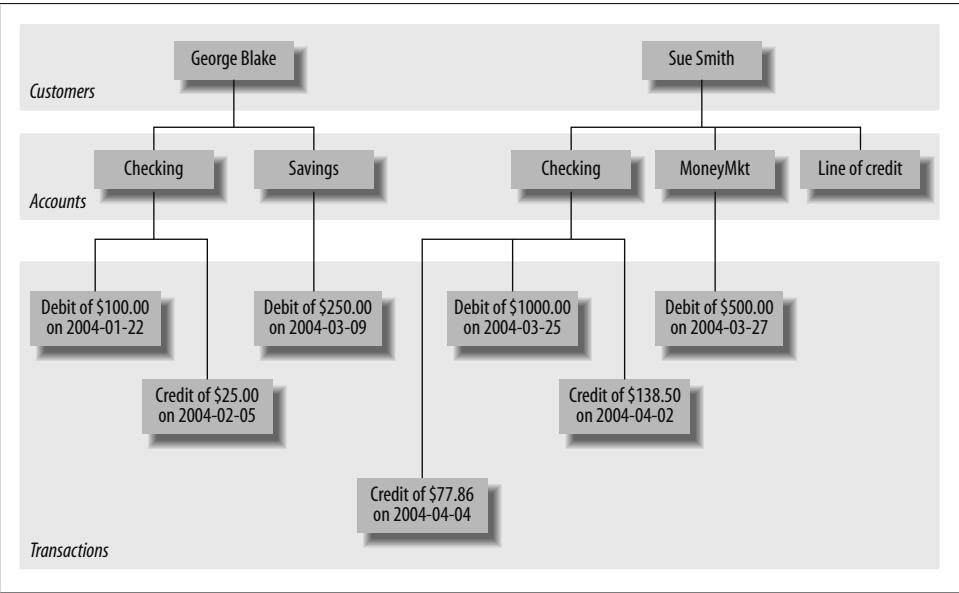 George Blake
Sue Smith
Customers
Checking
Savings
Checking
MoneyMkt
Line of credit
Accounts
Debit of $100.00
on 2004-01-22
Debit of $250.00
on 2004-03-09
Debit of $1000.00
on 2004-03-25
Debit of $500.00
on 2004-03-27
Credit of $25.00
on 2004-02-05
Credit of $138.50
on 2004-04-02
Credit of $77.86
on 2004-04-04
Transactions